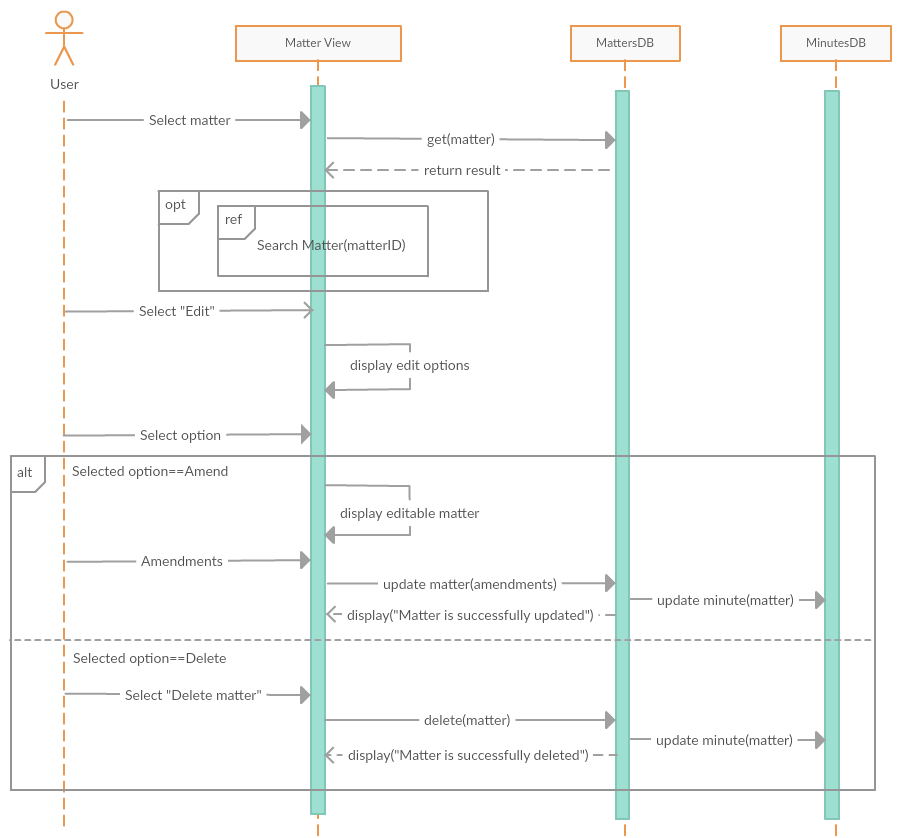 Matter View
MattersDB
MinutesDB
User
Select matter
get(matter)
return result
opt
ref
Search Matter(matterID)
Select "Edit"
display edit options
Select option
alt
Selected option==Amend
display editable matter
Amendments
update matter(amendments)
update minute(matter)
display("Matter is successfully updated")
Selected option==Delete
Select "Delete matter"
delete(matter)
update minute(matter)
display("Matter is successfully deleted")